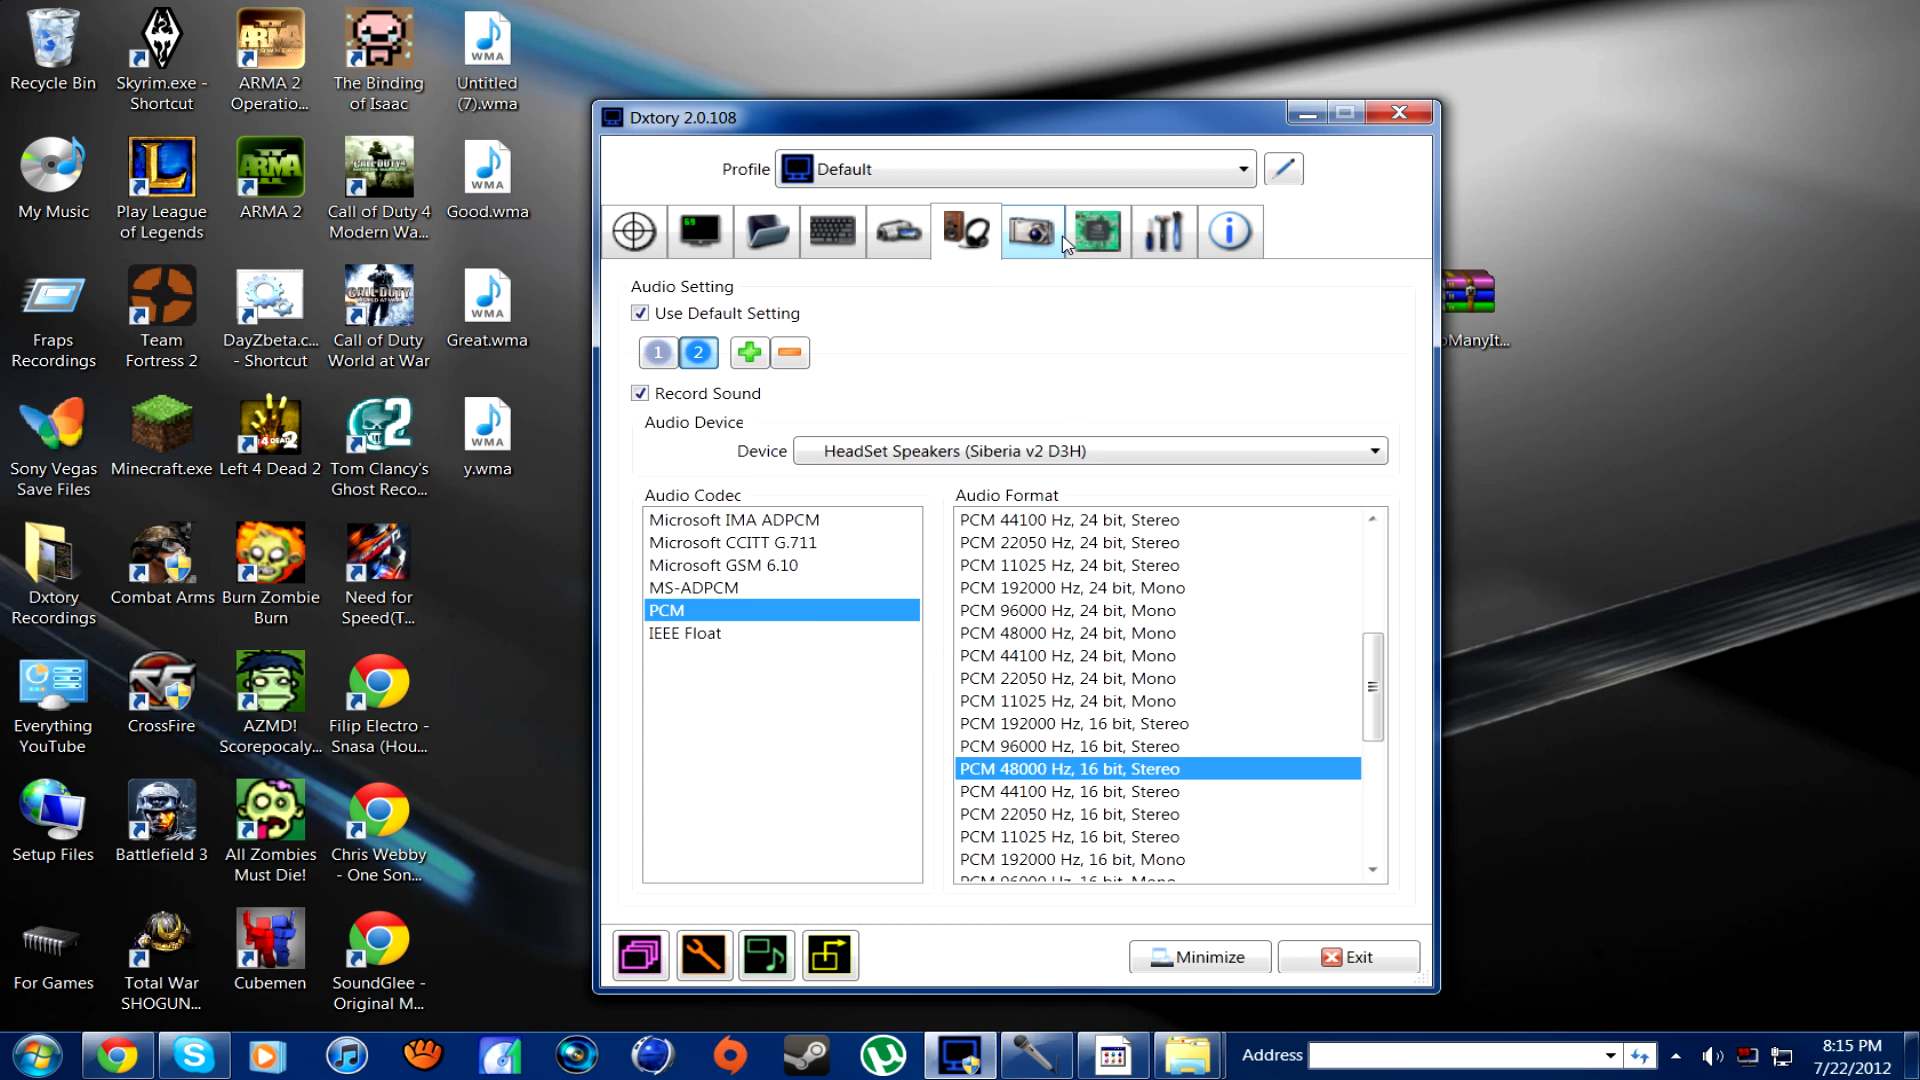 Recycle Bin
Skyrim.exe -
Shortcut
ARMA 2
Operatio...
The Binding
of Isaac
WMA
Untitled
(7).wma
My Music
Play League
of Legends
ARMA 2
Call of Duty 4
Modern Wa...
WMA
Good.wma
Fraps
Recordings
Team
Fortress 2
DayZbeta.c...
- Shortcut
Call of Duty
World at War
WMA
Great.wma
Sony Vegas
Save Files
Minecraft.exe
Left 4 Dead 2
Tom Clancy's
Ghost Reco...
WMA
y.wma
Dxtory
Recordings
Combat Arms
Burn Zombie
Burn
Need for
Speed(T...
Everything
YouTube
CrossFire
AZMD!
Scorepocaly...
Filip Electro -
Snasa (Hou...
Setup Files
Battlefield 3
All Zombies
Must Die!
Chris Webby
- One Son...
For Games
Total War
SHOGUN...
Cubemen
SoundGlee -
Original M...
oManyIt...
Dxtory 2.0.108
Profile
Default
Audio Setting
Use Default Setting
1
2
Record Sound
Audio Device
Device
HeadSet Speakers (Siberia v2 D3H)
Audio Codec
Microsoft IMA ADPCM
Microsoft CCITT G.711
Microsoft GSM 6.10
MS-ADPCM
PCM
IEEE Float
Audio Format
PCM 44100 Hz, 24 bit, Stereo
PCM 22050 Hz, 24 bit, Stereo
PCM 11025 Hz, 24 bit, Stereo
PCM 192000 Hz, 24 bit, Mono
PCM 96000 Hz, 24 bit, Mono
PCM 48000 Hz, 24 bit, Mono
PCM 44100 Hz, 24 bit, Mono
PCM 22050 Hz, 24 bit, Mono
PCM 11025 Hz, 24 bit, Mono
PCM 192000 Hz, 16 bit, Stereo
PCM 96000 Hz, 16 bit, Stereo
PCM 48000 Hz, 16 bit, Stereo
PCM 44100 Hz, 16 bit, Stereo
PCM 22050 Hz, 16 bit, Stereo
PCM 11025 Hz, 16 bit, Stereo
PCM 192000 Hz, 16 bit, Mono
PCM 96000 Hz, 16 bit, Mono
Minimize
Exit
Address
8:15 PM
7/22/2012